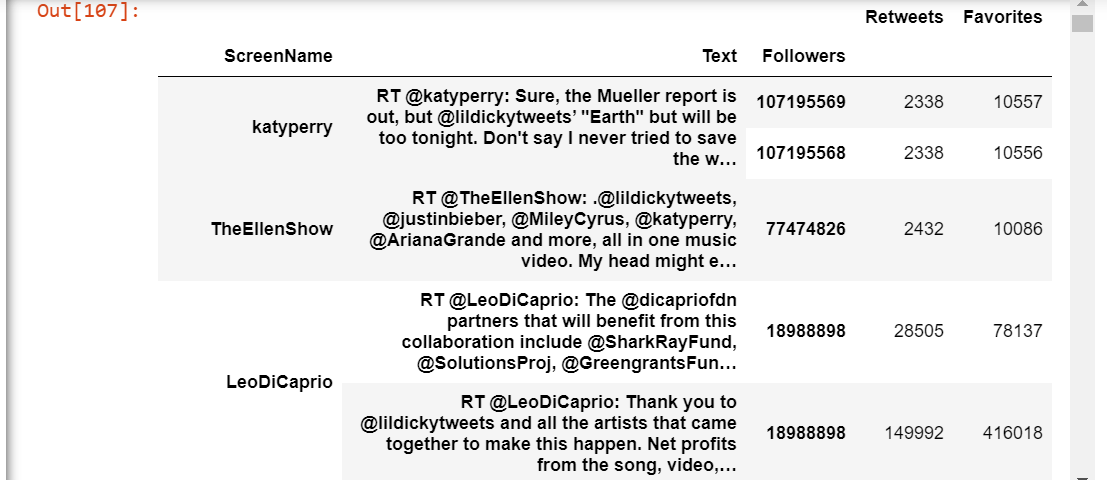 Out[107]:
Retweets Favorites
ScreenName Text Followers
katyperry
RT @katyperry: Sure, the Mueller report is
out, but @lildickytweets’ "Earth" but will be
too tonight. Don't say I never tried to save
the w…
107195569 2338 10557
107195568 2338 10556
TheEllenShow
RT @TheEllenShow: .@lildickytweets,
@justinbieber, @MileyCyrus, @katyperry,
@ArianaGrande and more, all in one music
video. My head might e…
77474826 2432 10086
LeoDiCaprio
RT @LeoDiCaprio: The @dicapriofdn
partners that will benefit from this
collaboration include @SharkRayFund,
@SolutionsProj, @GreengrantsFun…
18988898 28505 78137
RT @LeoDiCaprio: Thank you to
@lildickytweets and all the artists that came
together to make this happen. Net profits
from the song, video,…
18988898 149992 416018